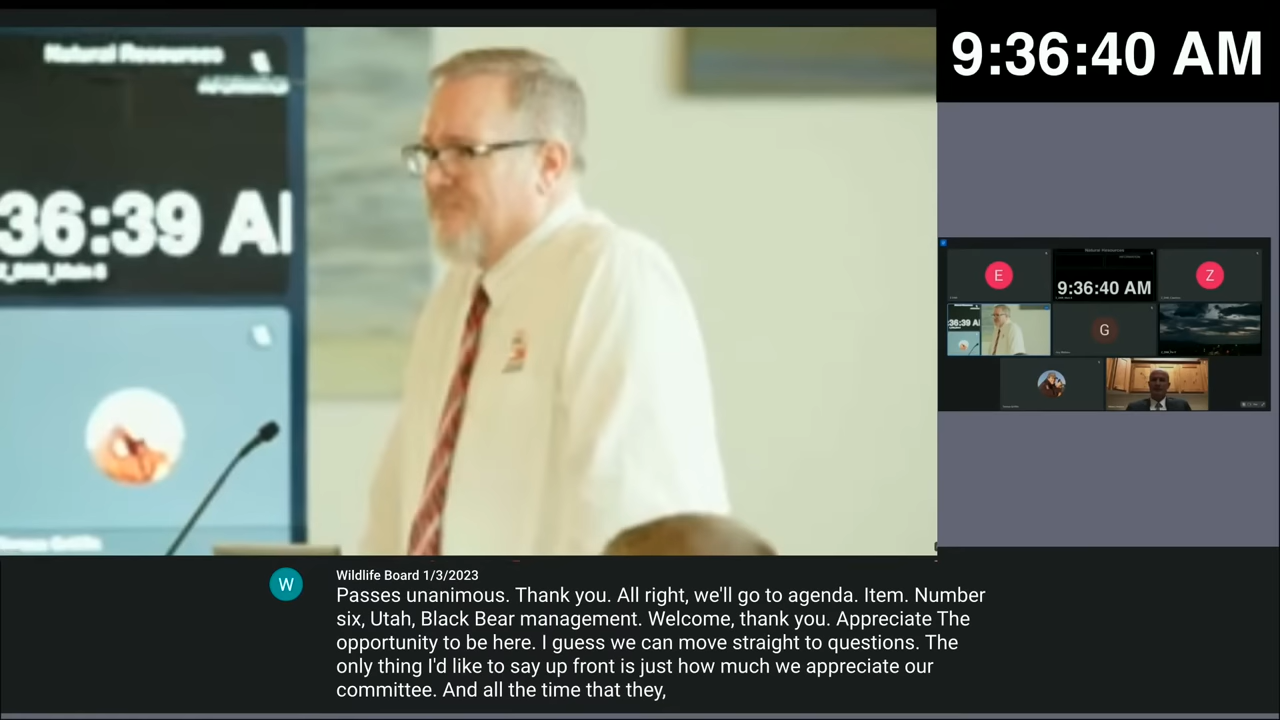 Natural Resources
9:36:40 AM
36:39 A
E
9:36:40 AM
Z
G
W
Wildlife Board 1/3/2023
Passes unanimous. Thank you. All right, we'll go to agenda. Item. Number
six, Utah, Black Bear management. Welcome, thank you. Appreciate The
opportunity to be here. I guess we can move straight to questions. The
only thing I'd like to say up front is just how much we appreciate our
committee. And all the time that they,